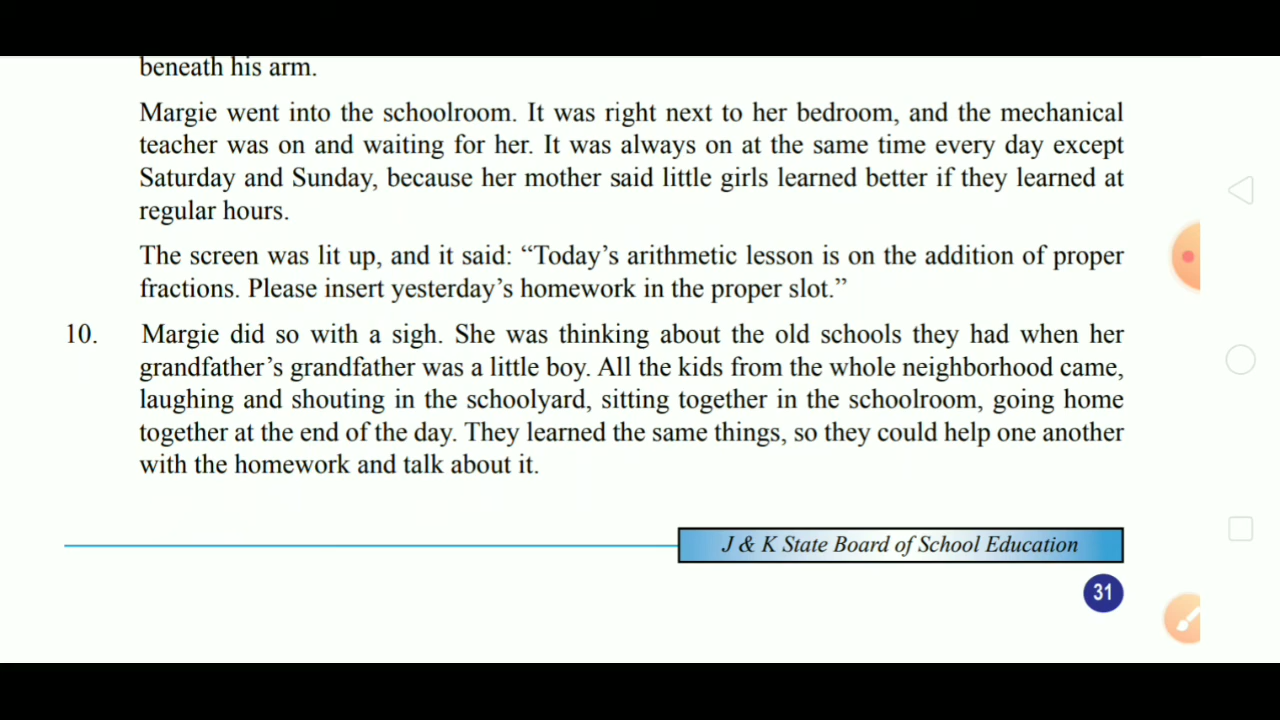 beneath his arm.
Margie went into the schoolroom. It was right next to her bedroom, and the mechanical
teacher was on and waiting for her. It was always on at the same time every day except
Saturday and Sunday, because her mother said little girls learned better if they learned at
regular hours.
The screen was lit up, and it said: “Today’s arithmetic lesson is on the addition of proper
fractions. Please insert yesterday’s homework in the proper slot.”
10. Margie did so with a sigh. She was thinking about the old schools they had when her
grandfather’s grandfather was a little boy. All the kids from the whole neighborhood came,
laughing and shouting in the schoolyard, sitting together in the schoolroom, going home
together at the end of the day. They learned the same things, so they could help one another
with the homework and talk about it.
J & K State Board of School Education
31